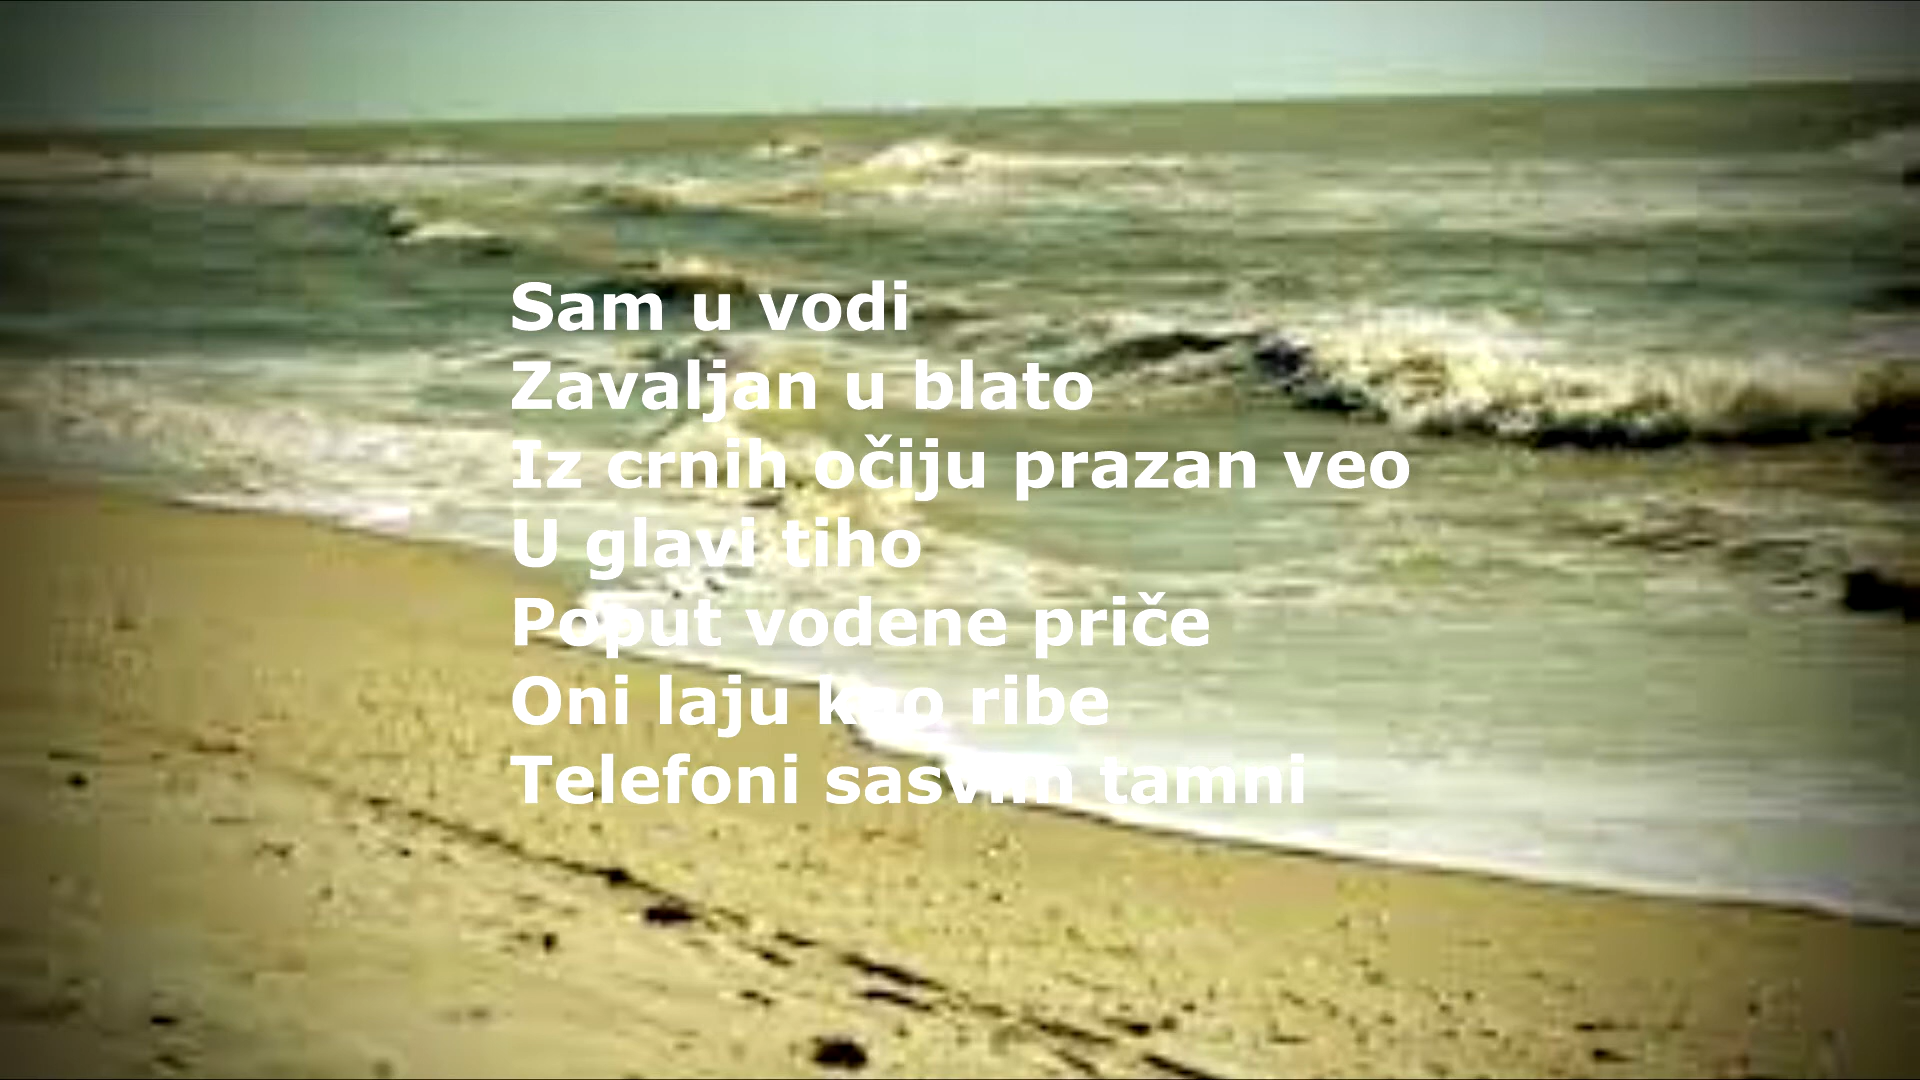 Sam u vodi
Zavaljan u blato
Iz crnih očiju prazan veo
U glavi tiho
Poput vodene priče
Oni laju kao ribe
Telefoni sasvim tamni